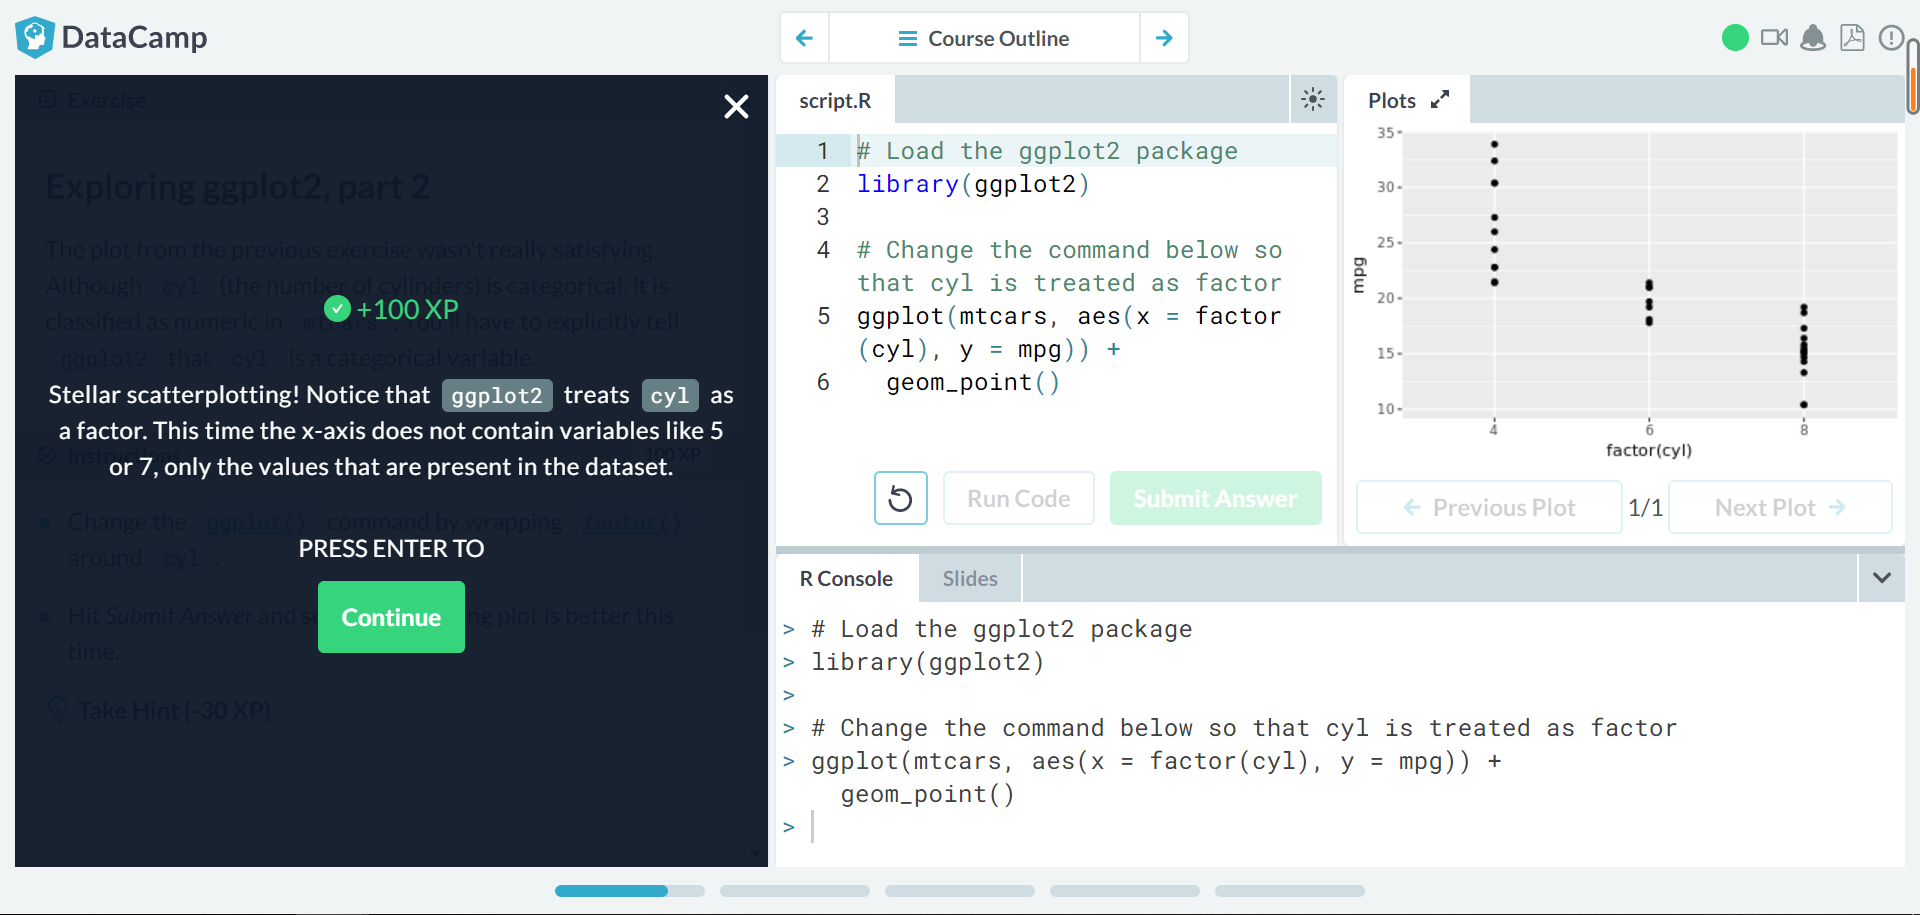 DataCamp
Course Outline
Exercise
Exploring ggplot2, part 2
The plot from the previous exercise wasn't really satisfying.
Although cyl (the number of cylinders) is categorical, it is
classified as numeric in mtcars . You'll have to explicitly tell
ggplot2 that cyl is a categorical variable.
+100 XP
Stellar scatterplotting! Notice that ggplot2 treats cyl as
a factor. This time the x-axis does not contain variables like 5
or 7, only the values that are present in the dataset.
Instructions
100 XP
Change the ggplot() command by wrapping factor()
around cyl .
PRESS ENTER TO
Continue
Hit Submit Answer and
ng plot is better this
time.
Take Hint (-30 XP)
script.R
1 # Load the ggplot2 package
2 library(ggplot2)
3
4 # Change the command below so
that cyl is treated as factor
5 ggplot(mtcars, aes(x = factor
(cyl), y = mpg)) +
6 geom_point()
Run Code
Submit Answer
Plots
35
30
25
20
15
10
mpg
4 6 8
factor(cyl)
Previous Plot
1/1
Next Plot
R Console
Slides
> # Load the ggplot2 package
> library(ggplot2)
>
> # Change the command below so that cyl is treated as factor
> ggplot(mtcars, aes(x = factor(cyl), y = mpg)) +
geom_point()
>